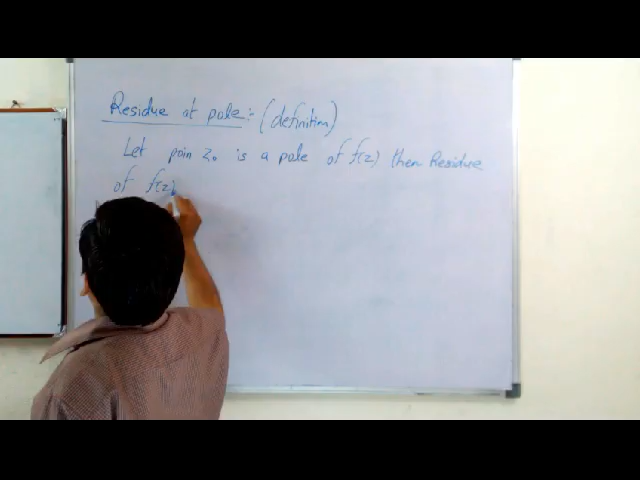 Residue at pole :- (definition)
Let poin z₀ is a pole of f(z) then Residue
of f(z)